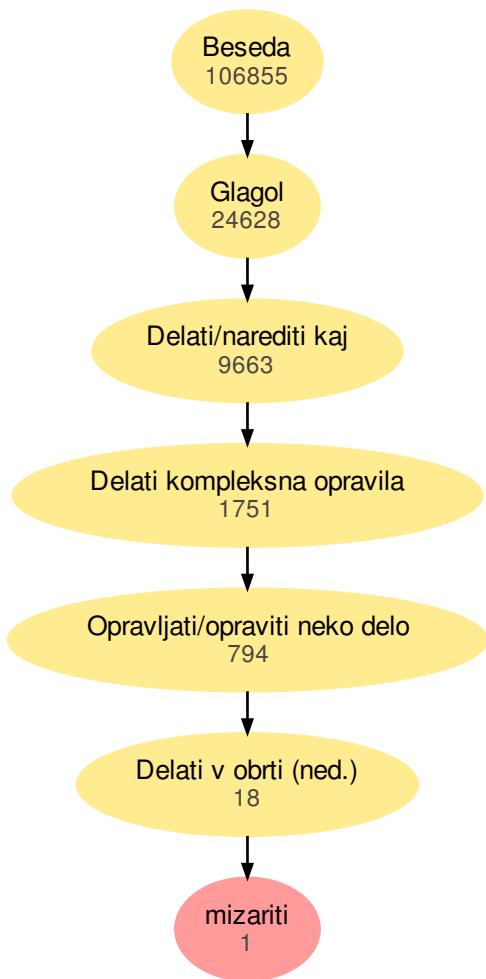 Beseda
106855
Glagol
24628
Delati/narediti kaj
9663
Delati kompleksna opravila
1751
Opravljati/opraviti neko delo
794
Delati v obrti (ned.)
18
mizariti
1